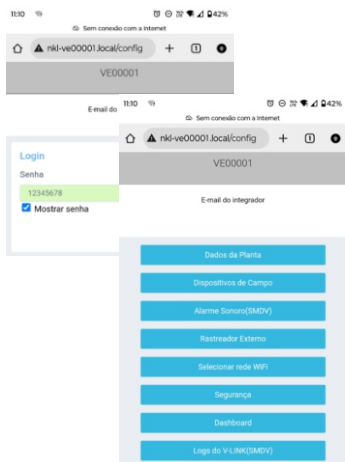 11:10
42%
Sem conexão com a internet
nkl-ve00001.local/config
1
VE00001
E-mail do
Login
Senha
12345678
Mostrar senha
11:10
42%
Sem conexão com a internet
nkl-ve00001.local/config
1
VE00001
E-mail do integrador
Dados da Planta
Dispositivos de Campo
Alarme Sonoro(SMDV)
Rastreador Externo
Selecionar rede WiFi
Segurança
Dashboard
Logs do V-LINK(SMDV)